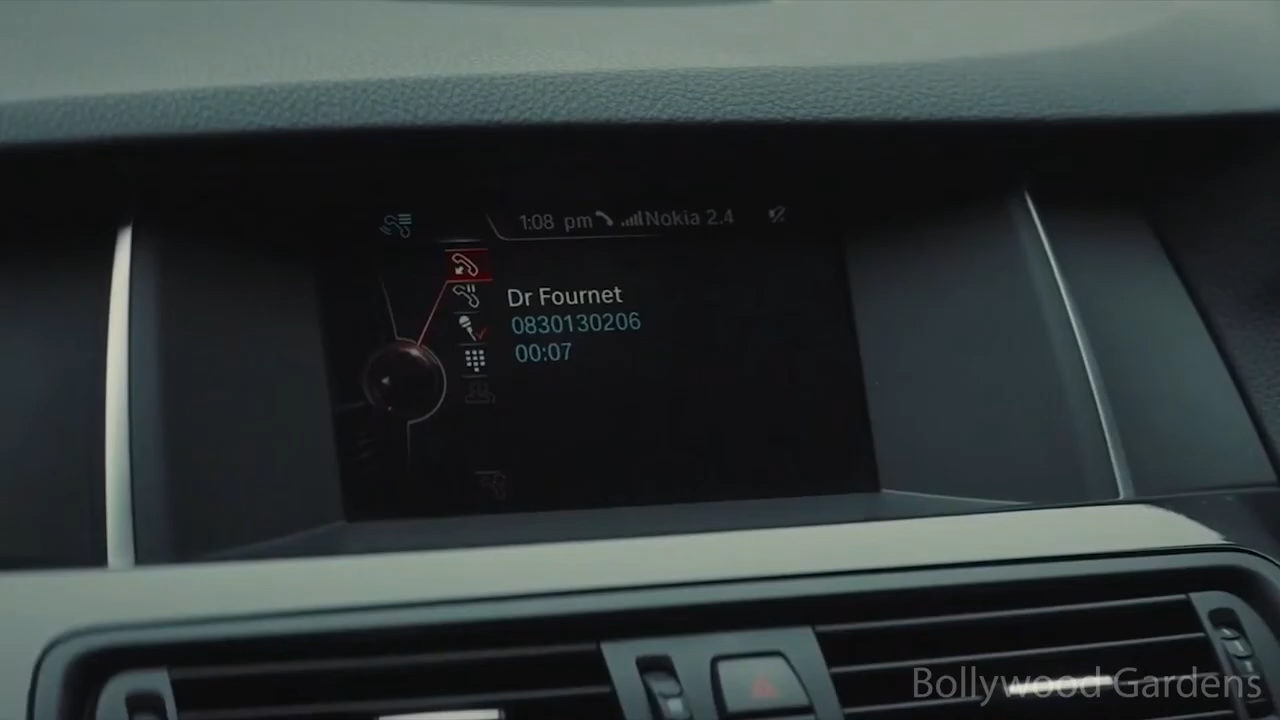 1:08 pm Nokia 2.4
Dr Fournet
0830130206
00:07
Bollywood Gardens